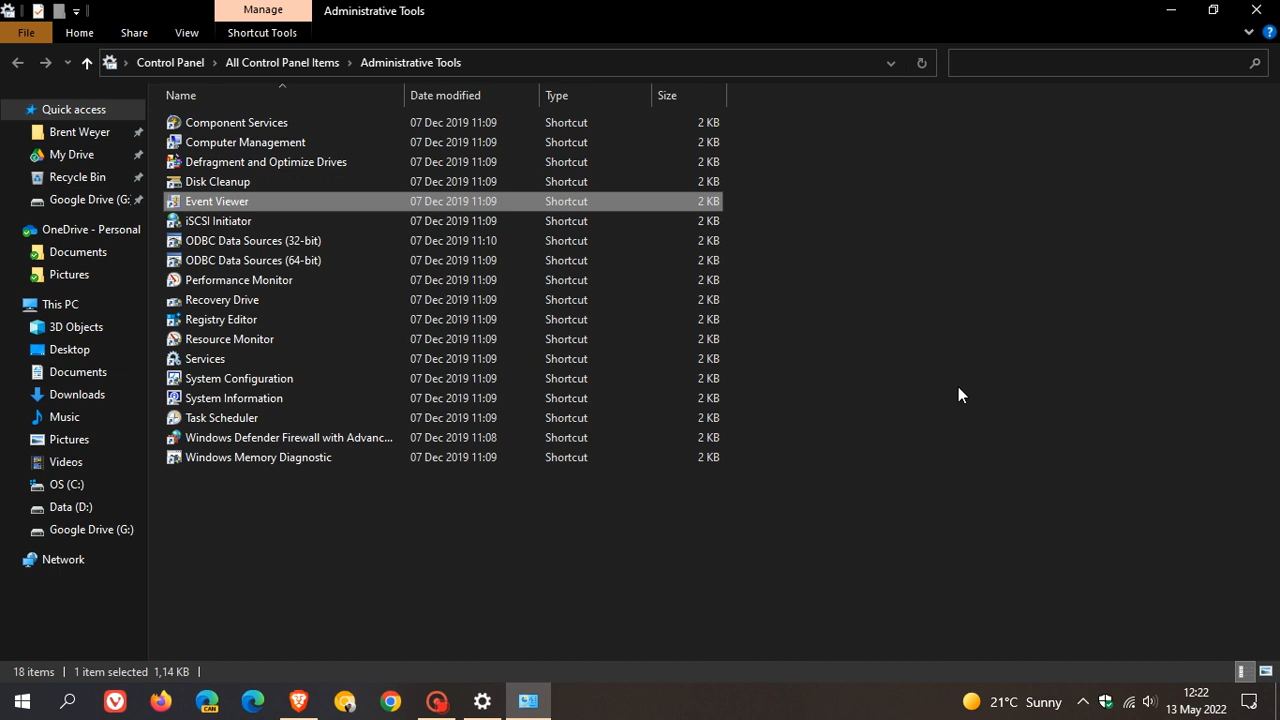 Manage
Administrative Tools
File
Home
Share
View
Shortcut Tools
Control Panel
All Control Panel Items
Administrative Tools
Name
Date modified
Type
Size
Quick access
Brent Weyer
My Drive
Recycle Bin
Google Drive (G:
OneDrive - Personal
Documents
Pictures
This PC
3D Objects
Desktop
Documents
Downloads
Music
Pictures
Videos
OS (C:)
Data (D:)
Google Drive (G:)
Network
Component Services 07 Dec 2019 11:09 Shortcut 2 KB
Computer Management 07 Dec 2019 11:09 Shortcut 2 KB
Defragment and Optimize Drives 07 Dec 2019 11:09 Shortcut 2 KB
Disk Cleanup 07 Dec 2019 11:09 Shortcut 2 KB
Event Viewer 07 Dec 2019 11:09 Shortcut 2 KB
iSCSI Initiator 07 Dec 2019 11:09 Shortcut 2 KB
ODBC Data Sources (32-bit) 07 Dec 2019 11:10 Shortcut 2 KB
ODBC Data Sources (64-bit) 07 Dec 2019 11:09 Shortcut 2 KB
Performance Monitor 07 Dec 2019 11:09 Shortcut 2 KB
Recovery Drive 07 Dec 2019 11:09 Shortcut 2 KB
Registry Editor 07 Dec 2019 11:09 Shortcut 2 KB
Resource Monitor 07 Dec 2019 11:09 Shortcut 2 KB
Services 07 Dec 2019 11:09 Shortcut 2 KB
System Configuration 07 Dec 2019 11:09 Shortcut 2 KB
System Information 07 Dec 2019 11:09 Shortcut 2 KB
Task Scheduler 07 Dec 2019 11:09 Shortcut 2 KB
Windows Defender Firewall with Advanc... 07 Dec 2019 11:08 Shortcut 2 KB
Windows Memory Diagnostic 07 Dec 2019 11:09 Shortcut 2 KB
18 items
1 item selected 1,14 KB
CAN
21°C Sunny
12:22
13 May 2022